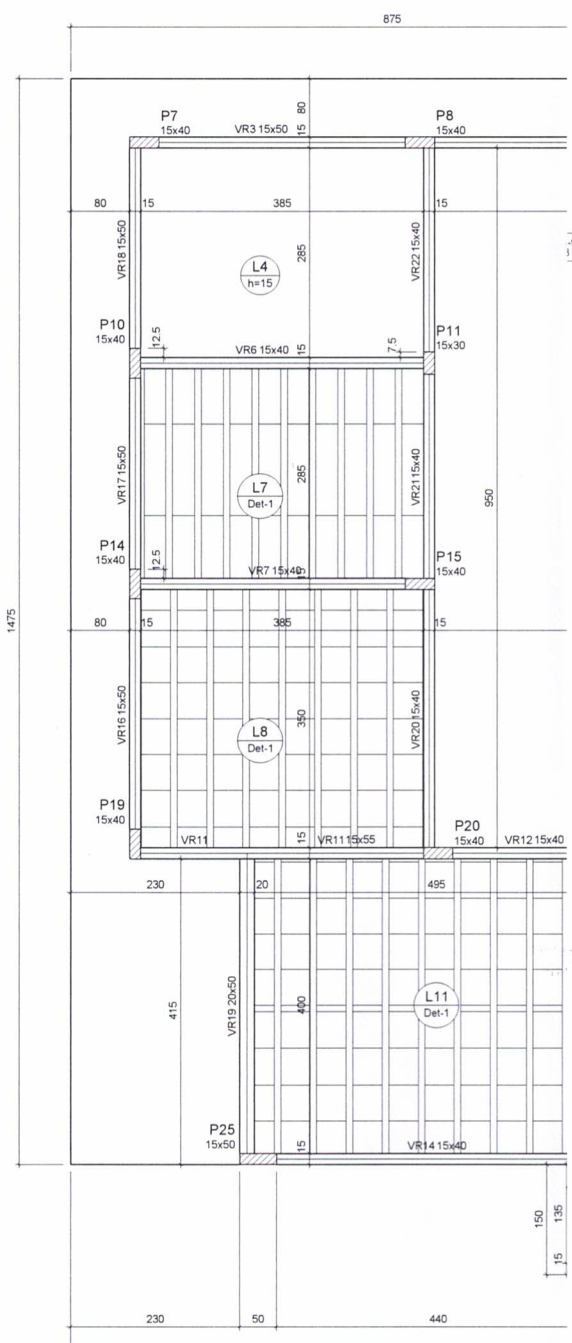 875
80
P7
P8
15x40
VR3 15x50
15
15x40
80
15
385
15
VR18 15x50
285
VR22 15x40
L4
h=15
P10
15x40
12.5
VR6 15x40
15
7.5
P11
15x30
VR17 15x50
285
VR21 15x40
950
L7
Det-1
P14
15x40
12.5
VR7 15x40
15
P15
15x40
1475
80
15
385
15
VR16 15x50
350
VR20 15x40
L8
Det-1
P19
15x40
VR11
15
VR11 15x55
P20
15x40
VR12 15x40
230
20
495
415
VR19 20x50
400
L11
Det-1
P25
15x50
15
VR14 15x40
150
135
15
230
50
440